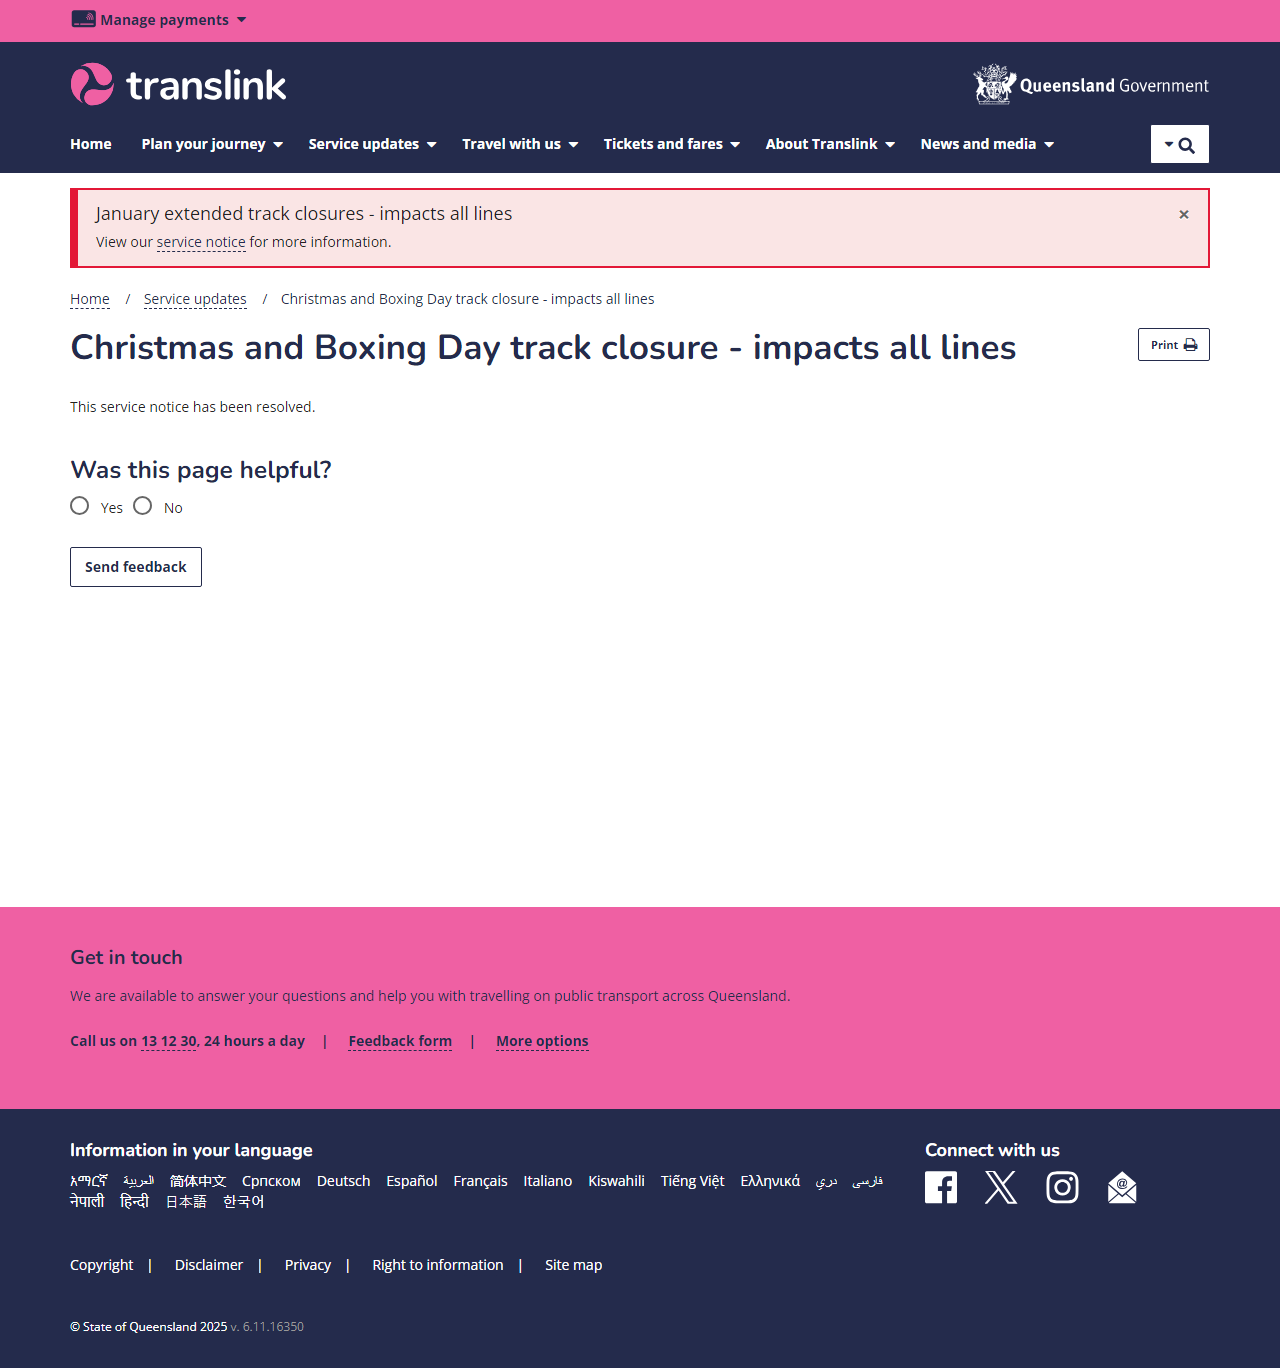 Manage payments
translink
Queensland Government
Home Plan your journey Service updates Travel with us Tickets and fares About Translink News and media
January extended track closures - impacts all lines
×
View our service notice for more information.
Home / Service updates / Christmas and Boxing Day track closure - impacts all lines
Christmas and Boxing Day track closure - impacts all lines
Print
This service notice has been resolved.
Was this page helpful?
Yes No
Send feedback
Get in touch
We are available to answer your questions and help you with travelling on public transport across Queensland.
Call us on 13 12 30, 24 hours a day | Feedback form | More options
Information in your language
አማርኛ العربية 简体中文 Српском Deutsch Español Français Italiano Kiswahili Tiếng Việt Ελληνικά دري فارسی
नेपाली हिन्दी 日本語 한국어
Connect with us
Copyright | Disclaimer | Privacy | Right to information | Site map
© State of Queensland 2025 v. 6.11.16350